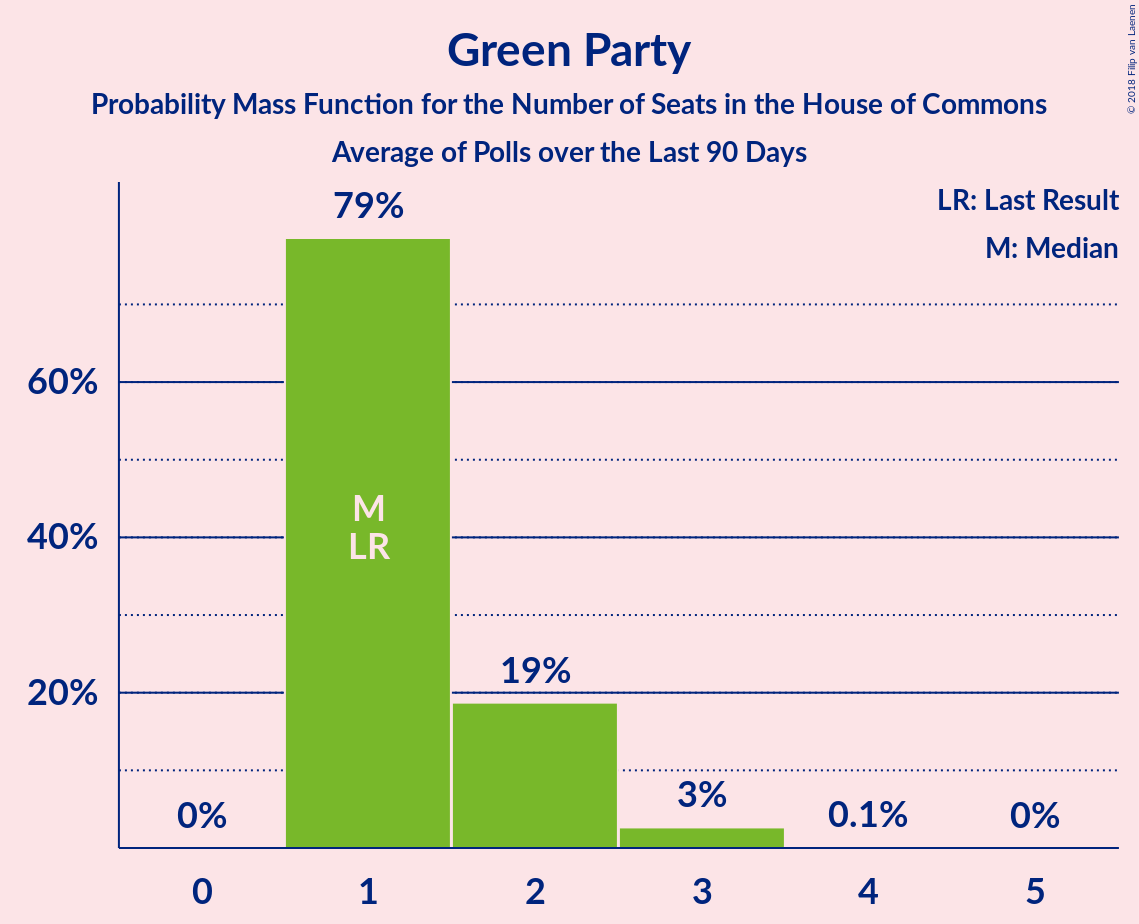 Green Party
Probability Mass Function for the Number of Seats in the House of Commons
Average of Polls over the Last 90 Days
© 2018 Filip van Laenen
LR: Last Result
M: Median
79%
60%
M
LR
40%
19%
20%
0%
3%
0.1%
0%
0 1 2 3 4 5